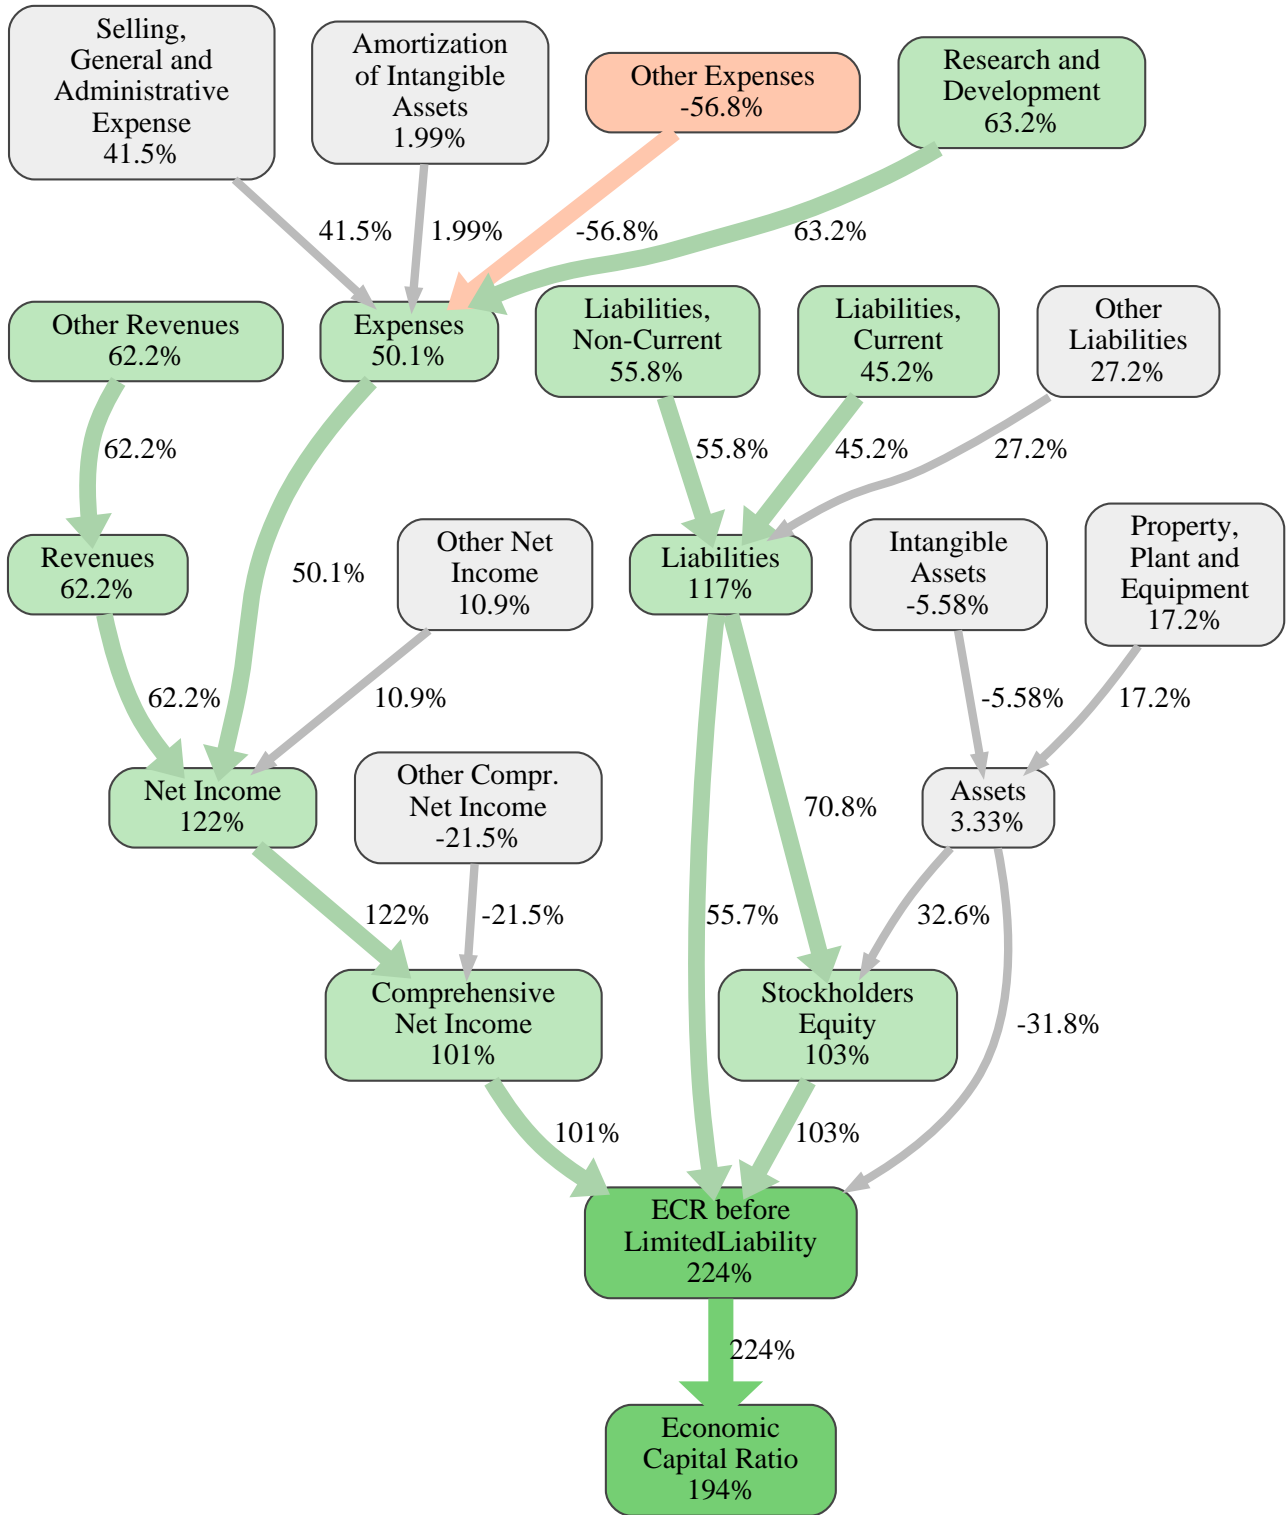 Selling,
General and
Administrative
Expense
41.5%
Amortization
of Intangible
Assets
1.99%
Other Expenses
-56.8%
Research and
Development
63.2%
41.5%
1.99%
-56.8%
63.2%
Other Revenues
62.2%
Expenses
50.1%
Liabilities,
Non-Current
55.8%
Liabilities,
Current
45.2%
Other
Liabilities
27.2%
62.2%
55.8%
45.2%
27.2%
Revenues
62.2%
50.1%
Other Net
Income
10.9%
Liabilities
117%
Intangible
Assets
-5.58%
Property,
Plant and
Equipment
17.2%
62.2%
10.9%
-5.58%
17.2%
Net Income
122%
Other Compr.
Net Income
-21.5%
70.8%
Assets
3.33%
122%
-21.5%
55.7%
32.6%
Comprehensive
Net Income
101%
Stockholders
Equity
103%
-31.8%
101%
103%
ECR before
LimitedLiability
224%
224%
Economic
Capital Ratio
194%